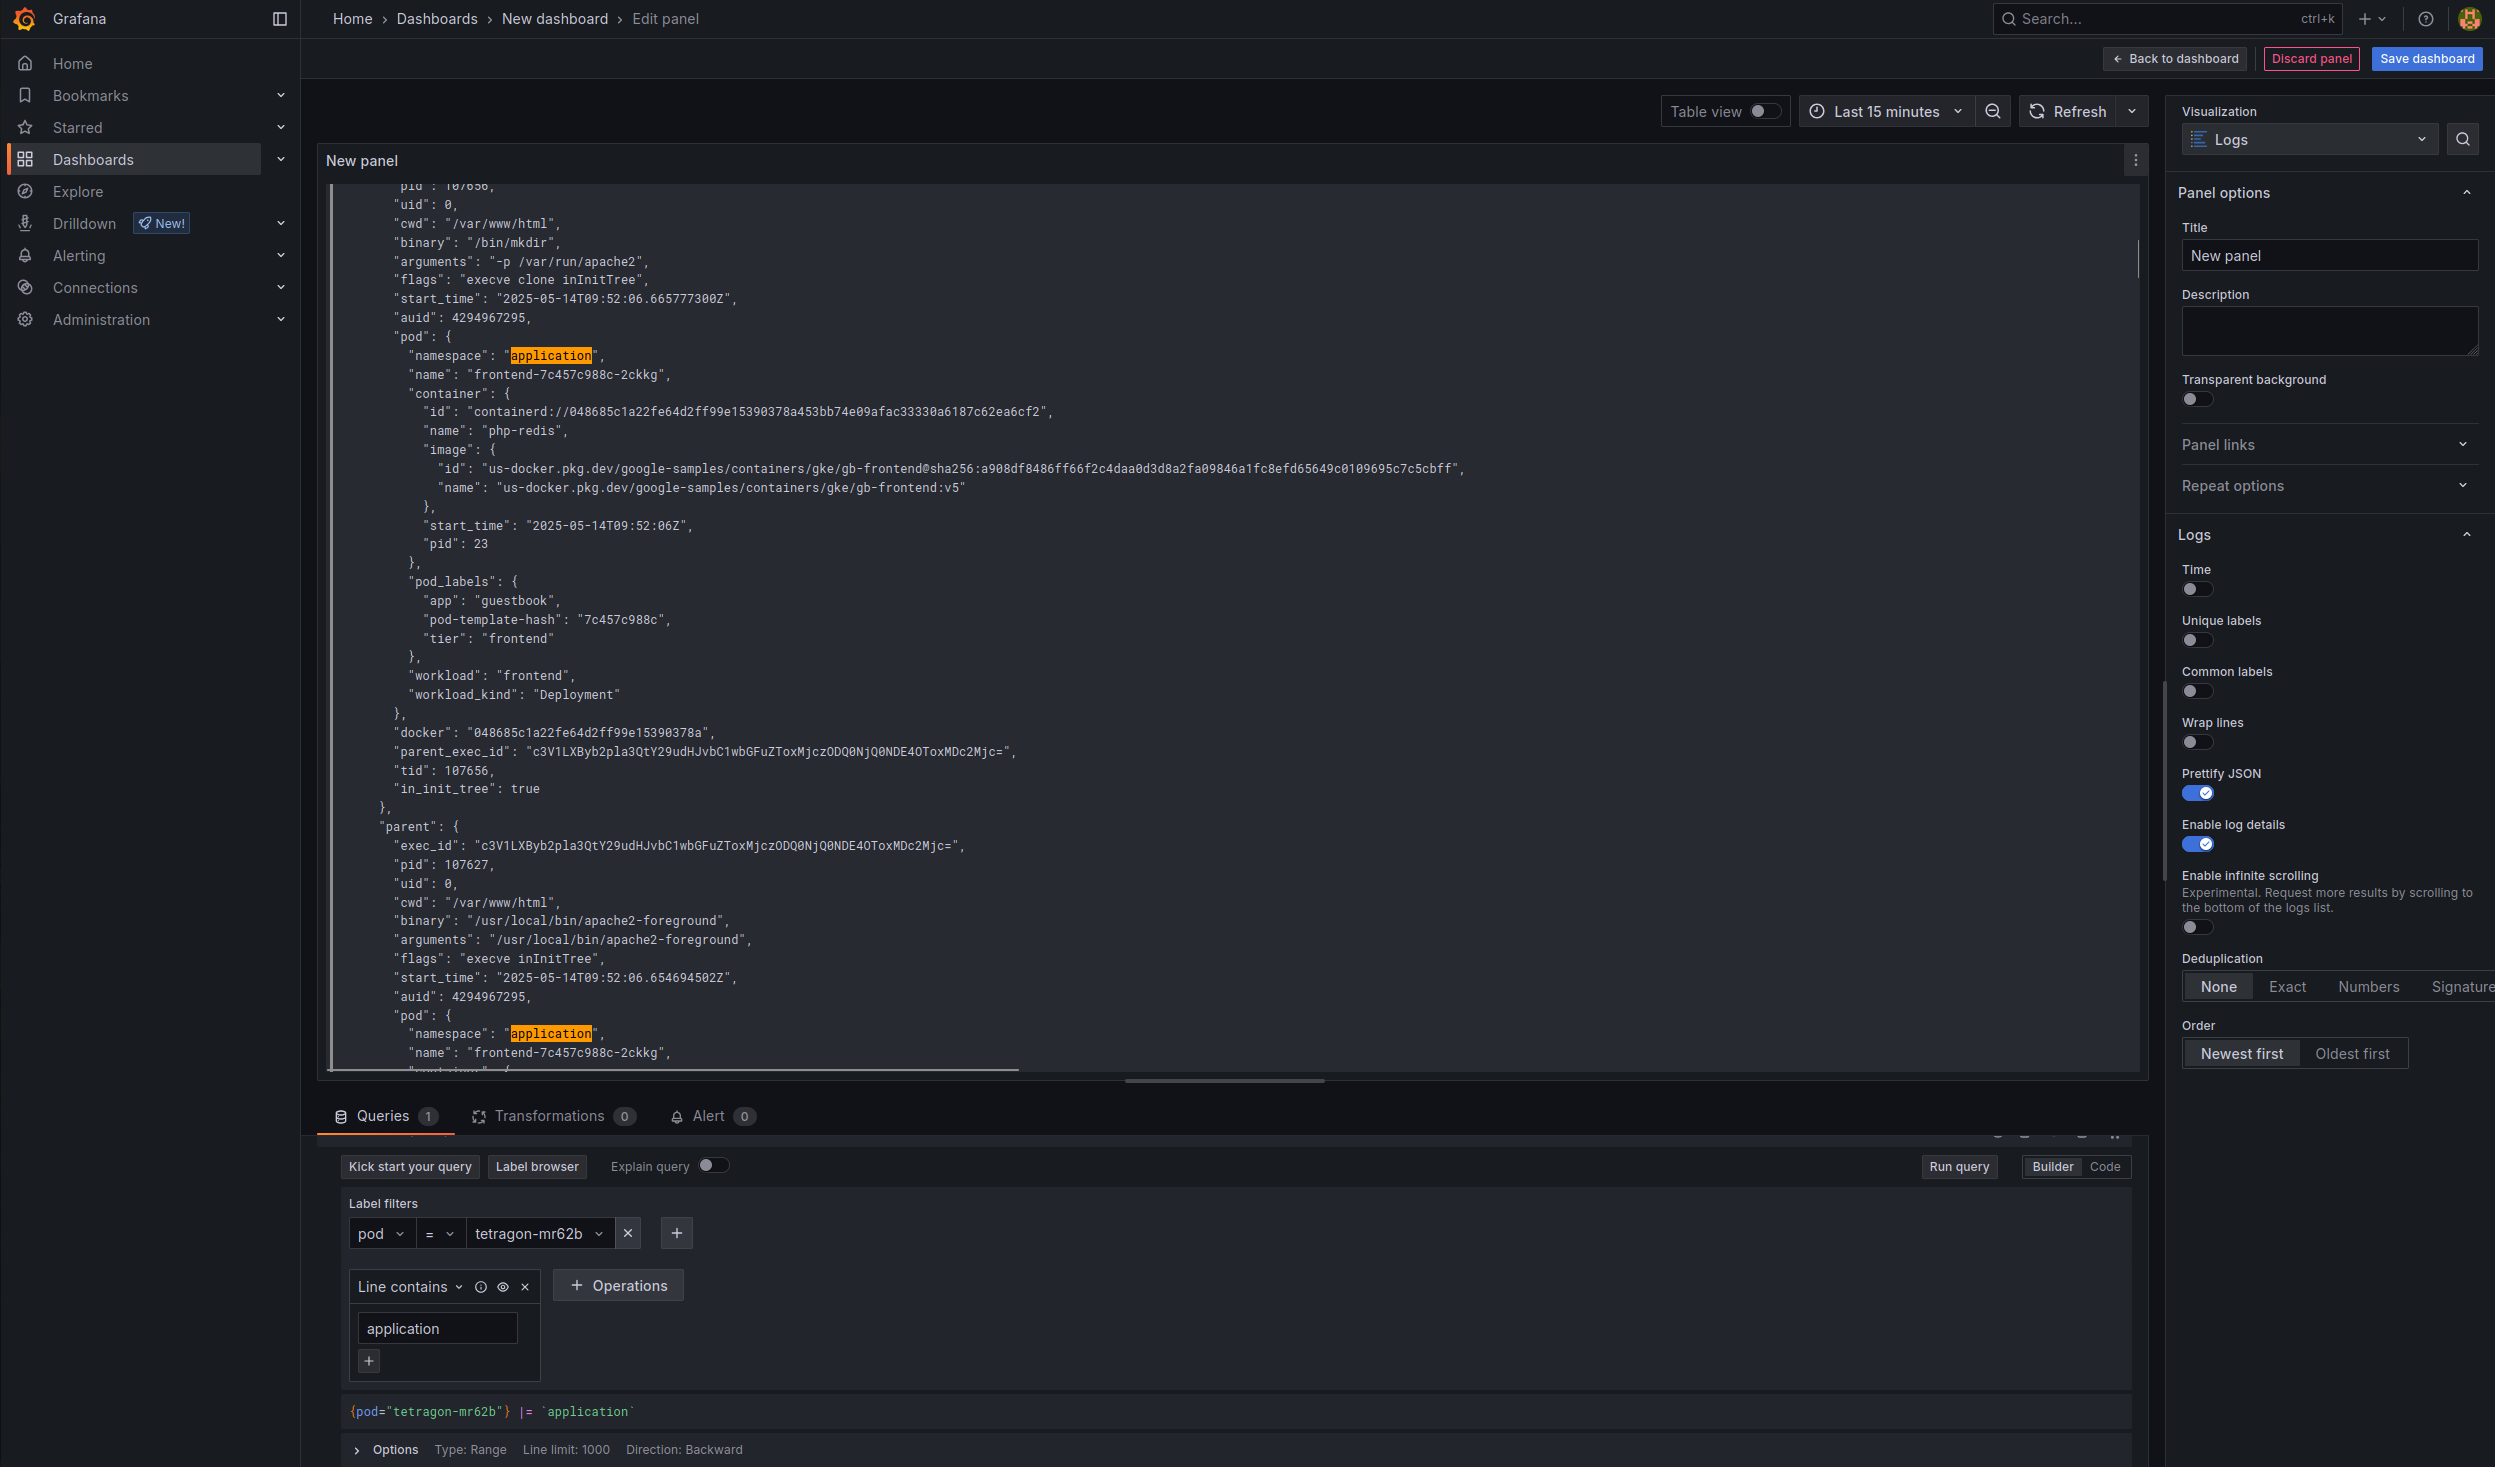 Grafana
Home › Dashboards › New dashboard › Edit panel
Search... ctrl+k
Back to dashboard
Discard panel
Save dashboard
Home
Bookmarks
Starred
Dashboards
Explore
Drilldown New!
Alerting
Connections
Administration
Table view
Last 15 minutes
Refresh
New panel
"pid": 107656,
"uid": 0,
"cwd": "/var/www/html",
"binary": "/bin/mkdir",
"arguments": "-p /var/run/apache2",
"flags": "execve clone inInitTree",
"start_time": "2025-05-14T09:52:06.665777300Z",
"auid": 4294967295,
"pod": {
"namespace": "application",
"name": "frontend-7c457c988c-2ckkg",
"container": {
"id": "containerd://048685c1a22fe64d2ff99e15390378a453bb74e09afac33330a6187c62ea6cf2",
"name": "php-redis",
"image": {
"id": "us-docker.pkg.dev/google-samples/containers/gke/gb-frontend@sha256:a908df8486ff66f2c4daa0d3d8a2fa09846a1fc8efd65649c0109695c7c5cbff",
"name": "us-docker.pkg.dev/google-samples/containers/gke/gb-frontend:v5"
},
"start_time": "2025-05-14T09:52:06Z",
"pid": 23
},
"pod_labels": {
"app": "guestbook",
"pod-template-hash": "7c457c988c",
"tier": "frontend"
},
"workload": "frontend",
"workload_kind": "Deployment"
},
"docker": "048685c1a22fe64d2ff99e15390378a",
"parent_exec_id": "c3V1LXByb2pla3QtY29udHJvbC1wbGFuZToxMjczODQ0NjQ0NDE4OToxMDc2Mjc=",
"tid": 107656,
"in_init_tree": true
},
"parent": {
"exec_id": "c3V1LXByb2pla3QtY29udHJvbC1wbGFuZToxMjczODQ0NjQ0NDE4OToxMDc2Mjc=",
"pid": 107627,
"uid": 0,
"cwd": "/var/www/html",
"binary": "/usr/local/bin/apache2-foreground",
"arguments": "/usr/local/bin/apache2-foreground",
"flags": "execve inInitTree",
"start_time": "2025-05-14T09:52:06.654694502Z",
"auid": 4294967295,
"pod": {
"namespace": "application",
"name": "frontend-7c457c988c-2ckkg",
"container": {
Queries 1
Transformations 0
Alert 0
Kick start your query
Label browser
Explain query
Run query
Builder Code
Label filters
pod = tetragon-mr62b
Line contains
Operations
application
{pod="tetragon-mr62b"} |= `application`
Options Type: Range Line limit: 1000 Direction: Backward
Visualization
Logs
Panel options
Title
New panel
Description
Transparent background
Panel links
Repeat options
Logs
Time
Unique labels
Common labels
Wrap lines
Prettify JSON
Enable log details
Enable infinite scrolling
Experimental. Request more results by scrolling to
the bottom of the logs list.
Deduplication
None Exact Numbers Signature
Order
Newest first Oldest first